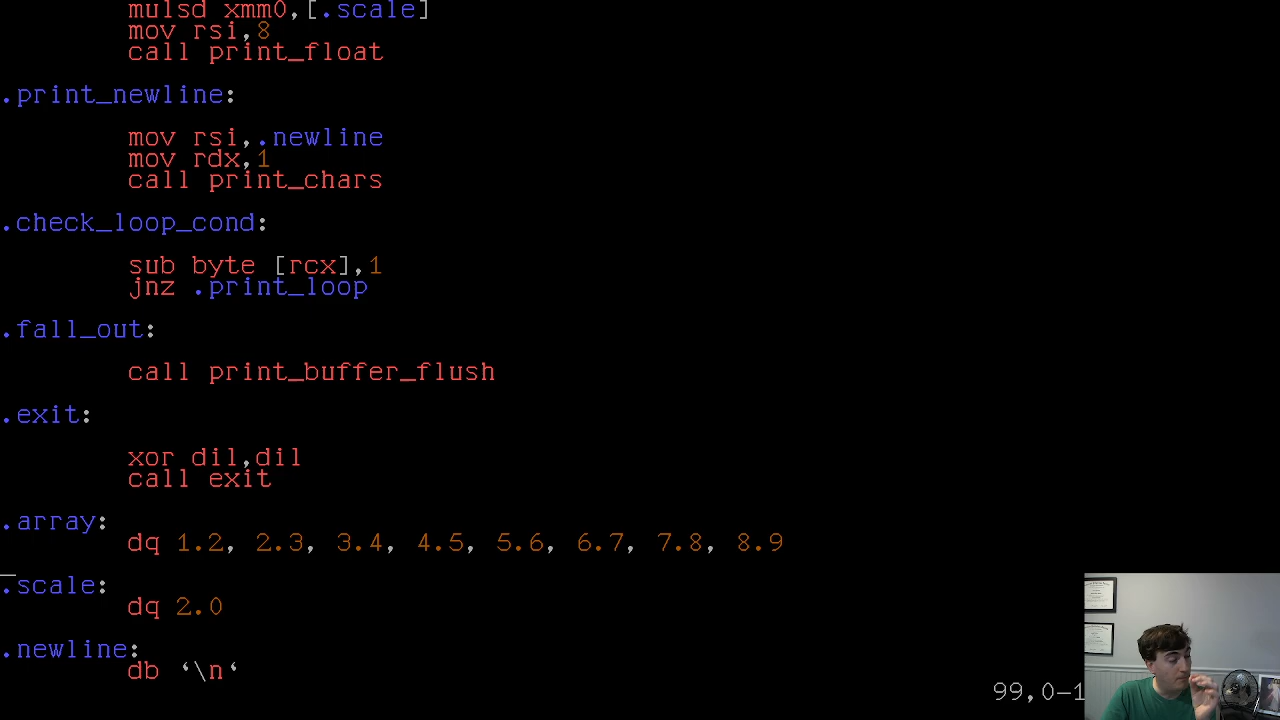 mulsd xmm0,[.scale]
mov rsi,8
call print_float
.print_newline:
mov rsi,.newline
mov rdx,1
call print_chars
.check_loop_cond:
sub byte [rcx],1
jnz .print_loop
.fall_out:
call print_buffer_flush
.exit:
xor dil,dil
call exit
.array:
dq 1.2, 2.3, 3.4, 4.5, 5.6, 6.7, 7.8, 8.9
.scale:
dq 2.0
.newline:
db `\n`
99,0-1